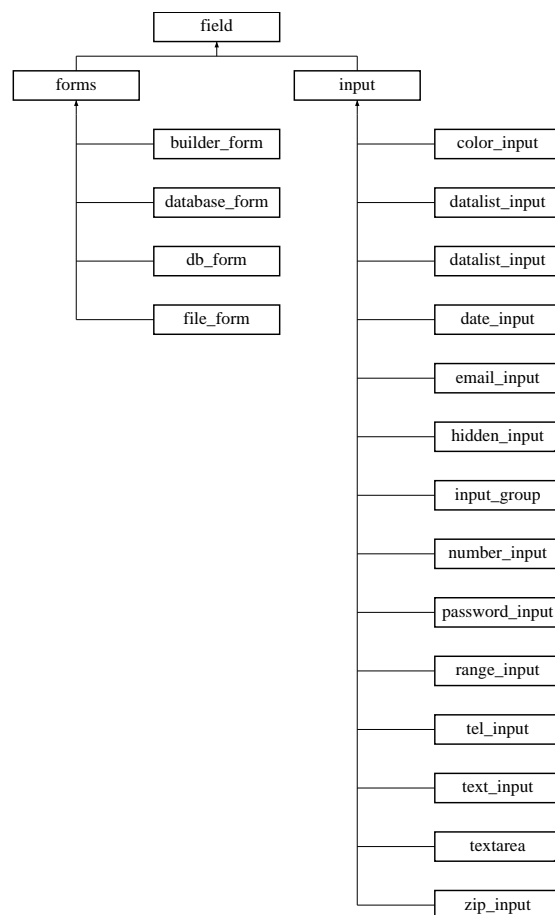 field
forms
input
builder_form
color_input
database_form
datalist_input
db_form
datalist_input
file_form
date_input
email_input
hidden_input
input_group
number_input
password_input
range_input
tel_input
text_input
textarea
zip_input